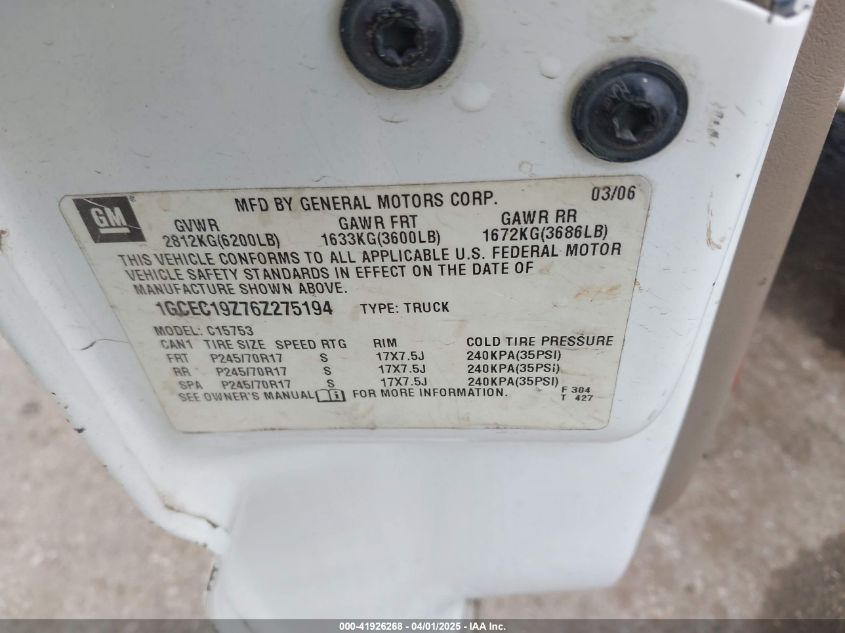 GM
MFD BY GENERAL MOTORS CORP. 03/06
GVWR GAWR FRT GAWR RR
2812KG(6200LB) 1633KG(3600LB) 1672KG(3686LB)
THIS VEHICLE CONFORMS TO ALL APPLICABLE U.S. FEDERAL MOTOR
VEHICLE SAFETY STANDARDS IN EFFECT ON THE DATE OF
MANUFACTURE SHOWN ABOVE.
1GCEC19Z76Z275194 TYPE: TRUCK
MODEL: C15753
CAN1 TIRE SIZE SPEED RTG RIM COLD TIRE PRESSURE
FRT P245/70R17 S 17X7.5J 240KPA(35PSI)
RR P245/70R17 S 17X7.5J 240KPA(35PSI)
SPA P245/70R17 S 17X7.5J 240KPA(35PSI)
SEE OWNER'S MANUAL FOR MORE INFORMATION.
F 304
T 427
000-41926268 - 04/01/2025 - IAA Inc.